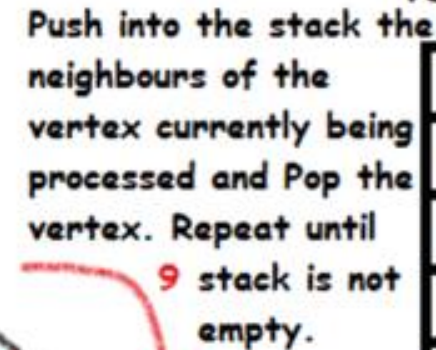 Push into the stack the
neighbours of the
vertex currently being
processed and Pop the
vertex. Repeat until
9 stack is not
empty.